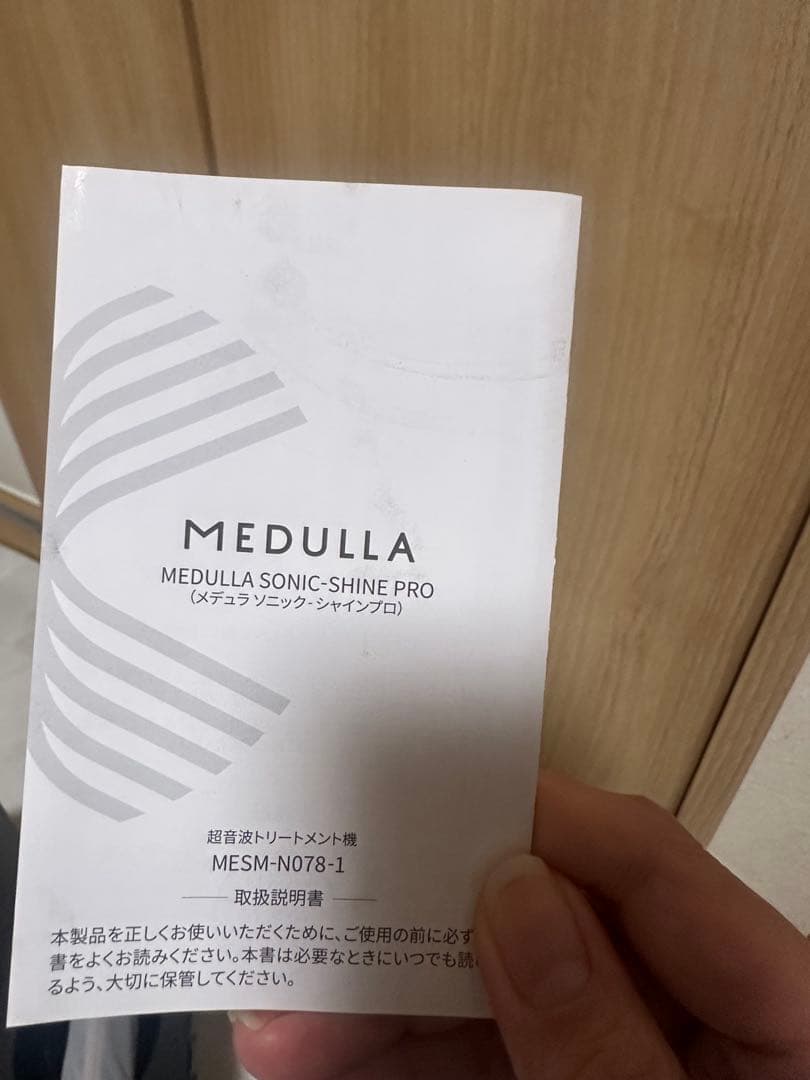 MEDULLA
MEDULLA SONIC-SHINE PRO
（メデュラ ソニック - シャインプロ）
超音波トリートメント機
MESM-N078-1
取扱説明書
本製品を正しくお使いいただくために、ご使用の前に必ず
書をよくお読みください。本書は必要なときにいつでも読
るよう、大切に保管してください。